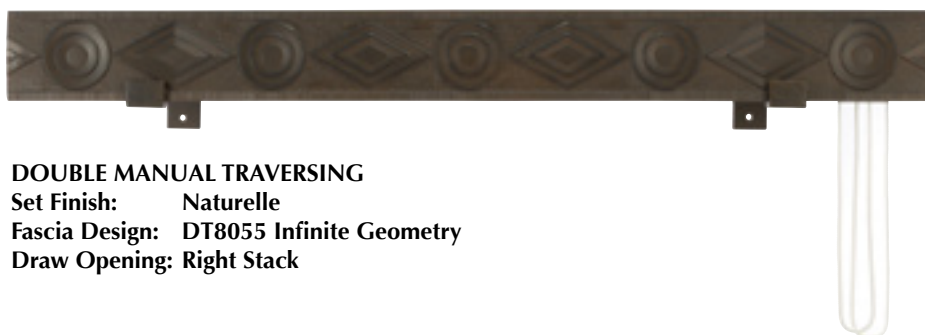 DOUBLE MANUAL TRAVERSING
Set Finish: Naturelle
Fascia Design: DT8055 Infinite Geometry
Draw Opening: Right Stack